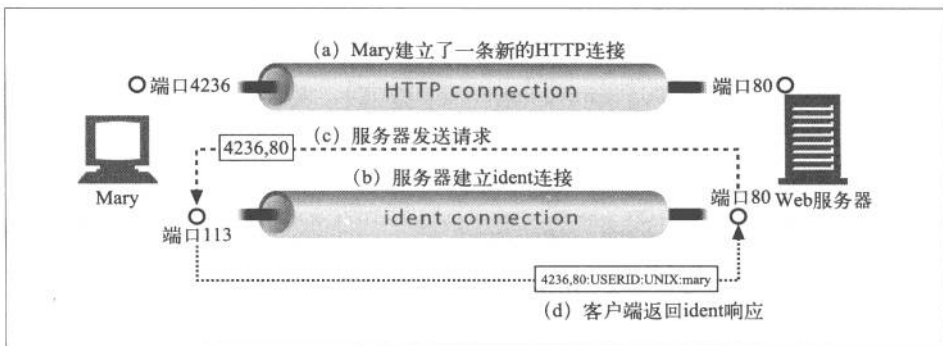 (a) Mary建立了一条新的HTTP连接
端口4236
HTTP connection
端口80
(c) 服务器发送请求
4236,80
Mary
(b) 服务器建立ident连接
端口80
Web服务器
ident connection
端口113
4236,80:USERID:UNIX:mary
(d) 客户端返回ident响应